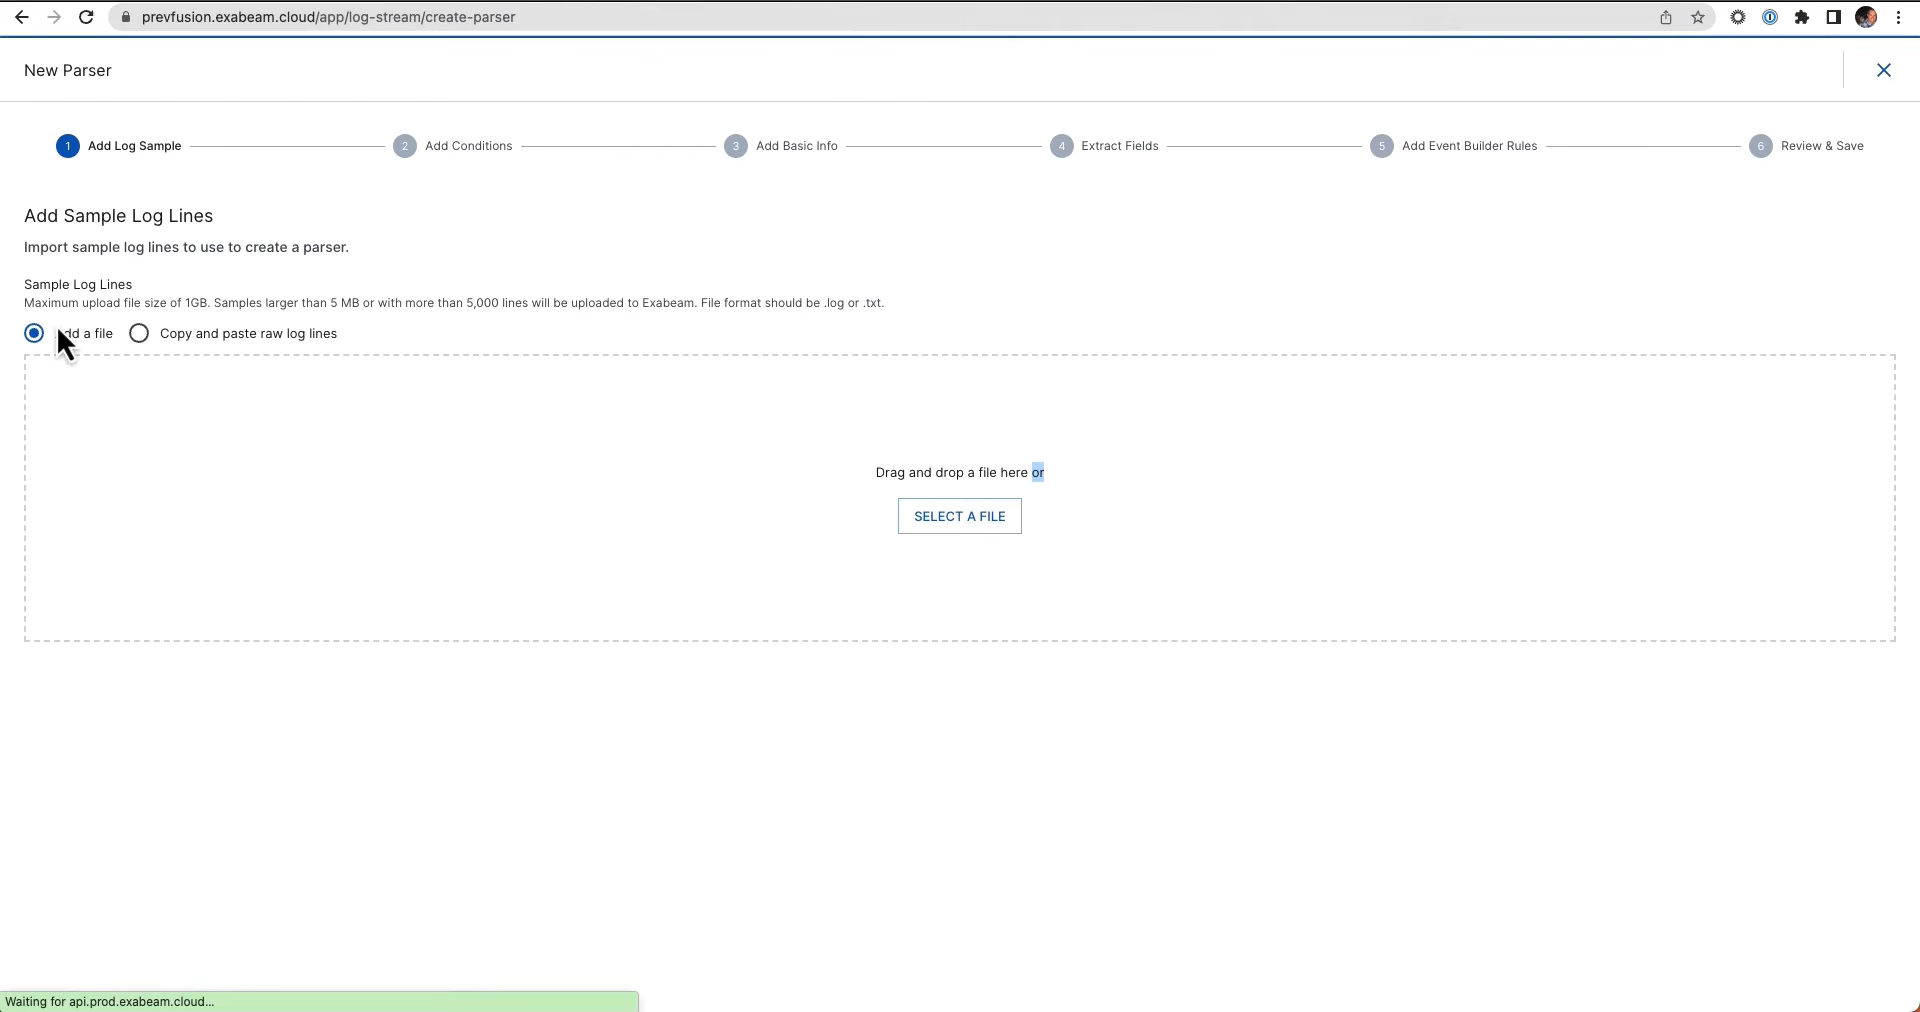 prevfusion.exabeam.cloud/app/log-stream/create-parser
New Parser
1 Add Log Sample 2 Add Conditions 3 Add Basic Info 4 Extract Fields 5 Add Event Builder Rules 6 Review & Save
Add Sample Log Lines
Import sample log lines to use to create a parser.
Sample Log Lines
Maximum upload file size of 1GB. Samples larger than 5 MB or with more than 5,000 lines will be uploaded to Exabeam. File format should be .log or .txt.
a file Copy and paste raw log lines
Drag and drop a file here or
SELECT A FILE
Waiting for api.prod.exabeam.cloud...